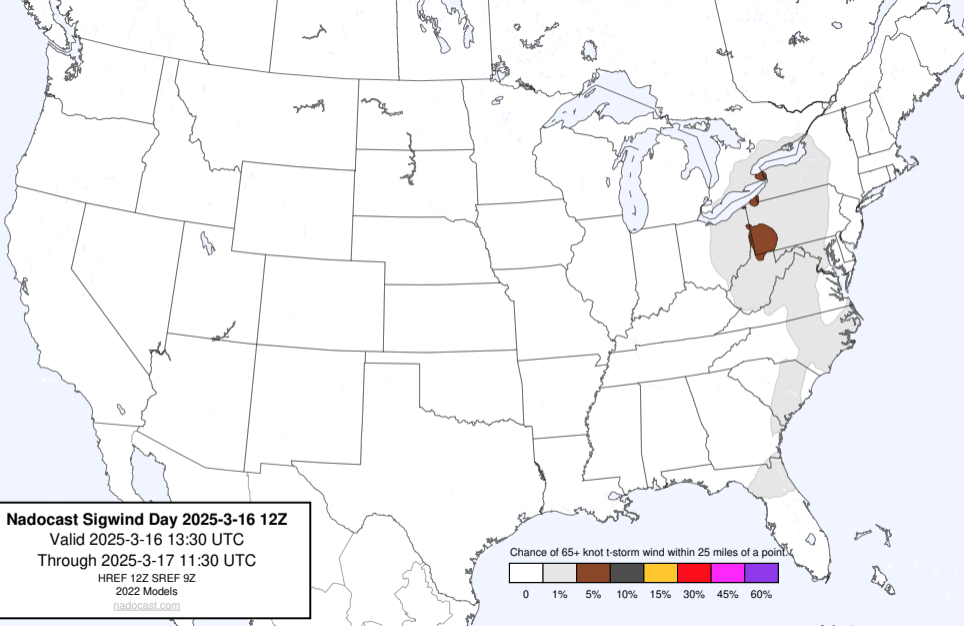 Nadocast Sigwind Day 2025-3-16 12Z
Valid 2025-3-16 13:30 UTC
Through 2025-3-17 11:30 UTC
HREF 12Z SREF 9Z
2022 Models
nadocast.com
Chance of 65+ knot t-storm wind within 25 miles of a point.
0 1% 5% 10% 15% 30% 45% 60%